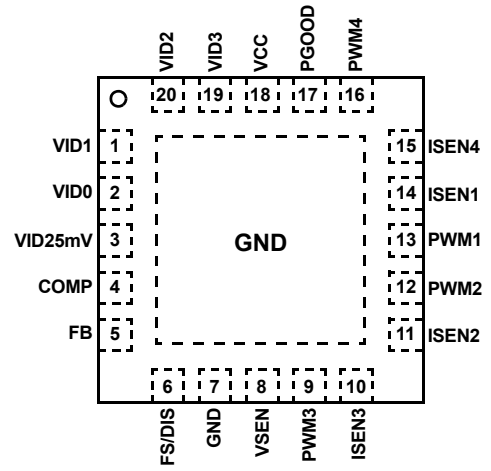 VID2 VID3 VCC PGOOD PWM4
20 19 18 17 16
VID1 1
VID0 2
VID25mV 3
COMP 4
FB 5
GND
15 ISEN4
14 ISEN1
13 PWM1
12 PWM2
11 ISEN2
6 7 8 9 10
FS/DIS GND VSEN PWM3 ISEN3